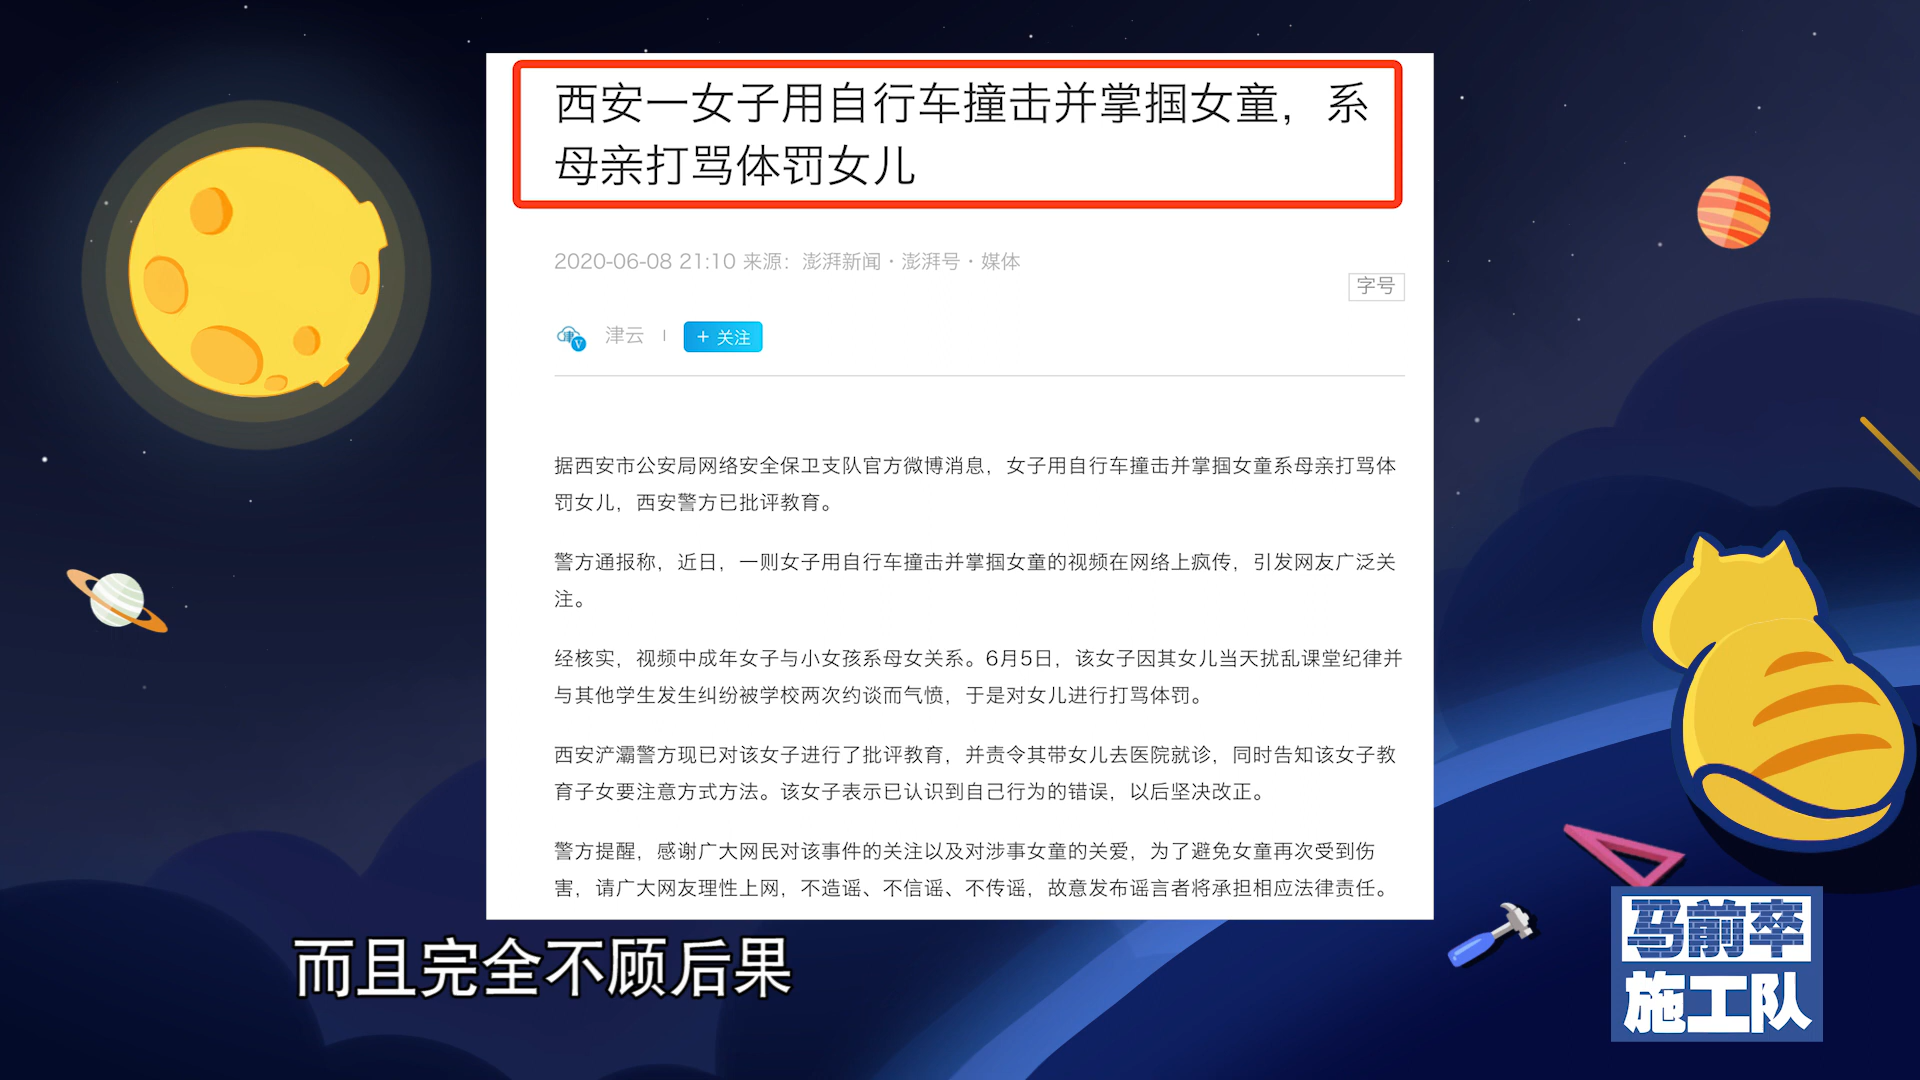 西安一女子用自行车撞击并掌掴女童，系
母亲打骂体罚女儿
2020-06-08 21:10 来源：澎湃新闻·澎湃号·媒体
字号
津云
+ 关注
据西安市公安局网络安全保卫支队官方微博消息，女子用自行车撞击并掌掴女童系母亲打骂体
罚女儿，西安警方已批评教育。
警方通报称，近日，一则女子用自行车撞击并掌掴女童的视频在网络上疯传，引发网友广泛关
注。
经核实，视频中成年女子与小女孩系母女关系。6月5日，该女子因其女儿当天扰乱课堂纪律并
与其他学生发生纠纷被学校两次约谈而气愤，于是对女儿进行打骂体罚。
西安浐灞警方现已对该女子进行了批评教育，并责令其带女儿去医院就诊，同时告知该女子教
育子女要注意方式方法。该女子表示已认识到自己行为的错误，以后坚决改正。
警方提醒，感谢广大网民对该事件的关注以及对涉事女童的关爱，为了避免女童再次受到伤
害，请广大网友理性上网，不造谣、不信谣、不传谣，故意发布谣言者将承担相应法律责任。
而且完全不顾后果
马前卒
施工队